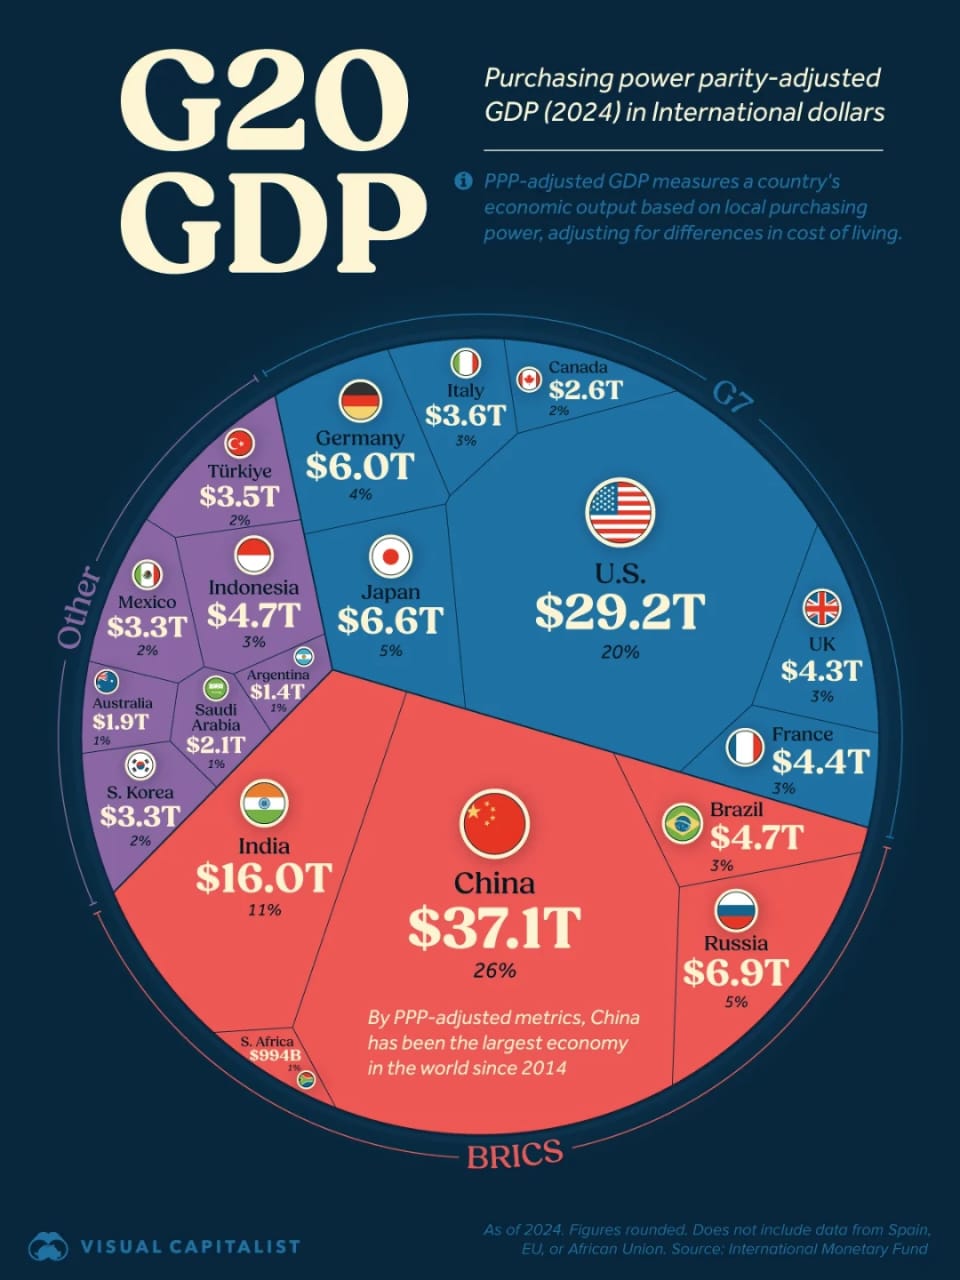 G20
GDP
Purchasing power parity-adjusted
GDP (2024) in International dollars
PPP-adjusted GDP measures a country's
economic output based on local purchasing
power, adjusting for differences in cost of living.
G7
Germany
$6.0T
4%
Italy
$3.6T
3%
Canada
$2.6T
2%
Japan
$6.6T
5%
U.S.
$29.2T
20%
UK
$4.3T
3%
France
$4.4T
3%
Other
Türkiye
$3.5T
2%
Mexico
$3.3T
2%
Indonesia
$4.7T
3%
Australia
$1.9T
1%
Saudi
Arabia
$2.1T
1%
Argentina
$1.4T
1%
S. Korea
$3.3T
2%
India
$16.0T
11%
China
$37.1T
26%
By PPP-adjusted metrics, China
has been the largest economy
in the world since 2014
Brazil
$4.7T
3%
Russia
$6.9T
5%
S. Africa
$994B
1%
BRICS
VISUAL CAPITALIST
As of 2024. Figures rounded. Does not include data from Spain,
EU, or African Union. Source: International Monetary Fund